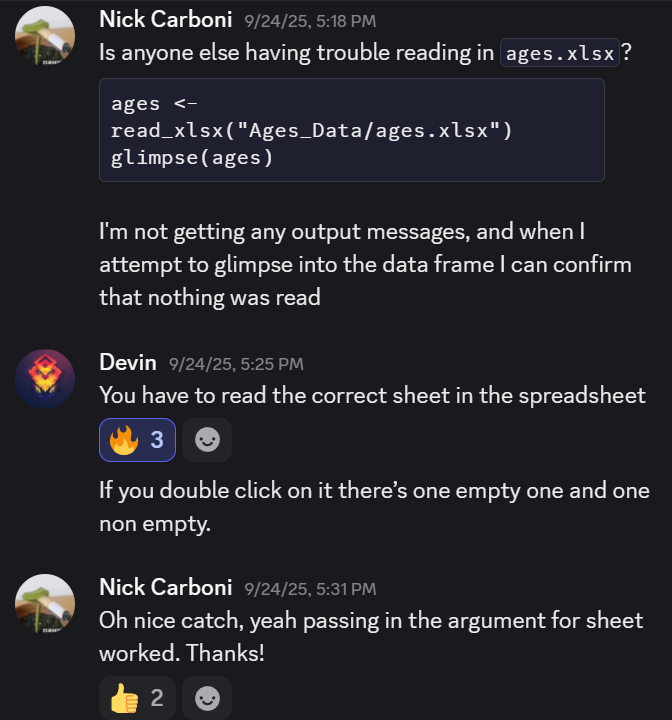 Nick Carboni 9/24/25, 5:18 PM
Is anyone else having trouble reading in ages.xlsx?
ages <-
read_xlsx("Ages_Data/ages.xlsx")
glimpse(ages)
I'm not getting any output messages, and when I
attempt to glimpse into the data frame I can confirm
that nothing was read
Devin 9/24/25, 5:25 PM
You have to read the correct sheet in the spreadsheet
3
If you double click on it there's one empty one and one
non empty.
Nick Carboni 9/24/25, 5:31 PM
Oh nice catch, yeah passing in the argument for sheet
worked. Thanks!
2